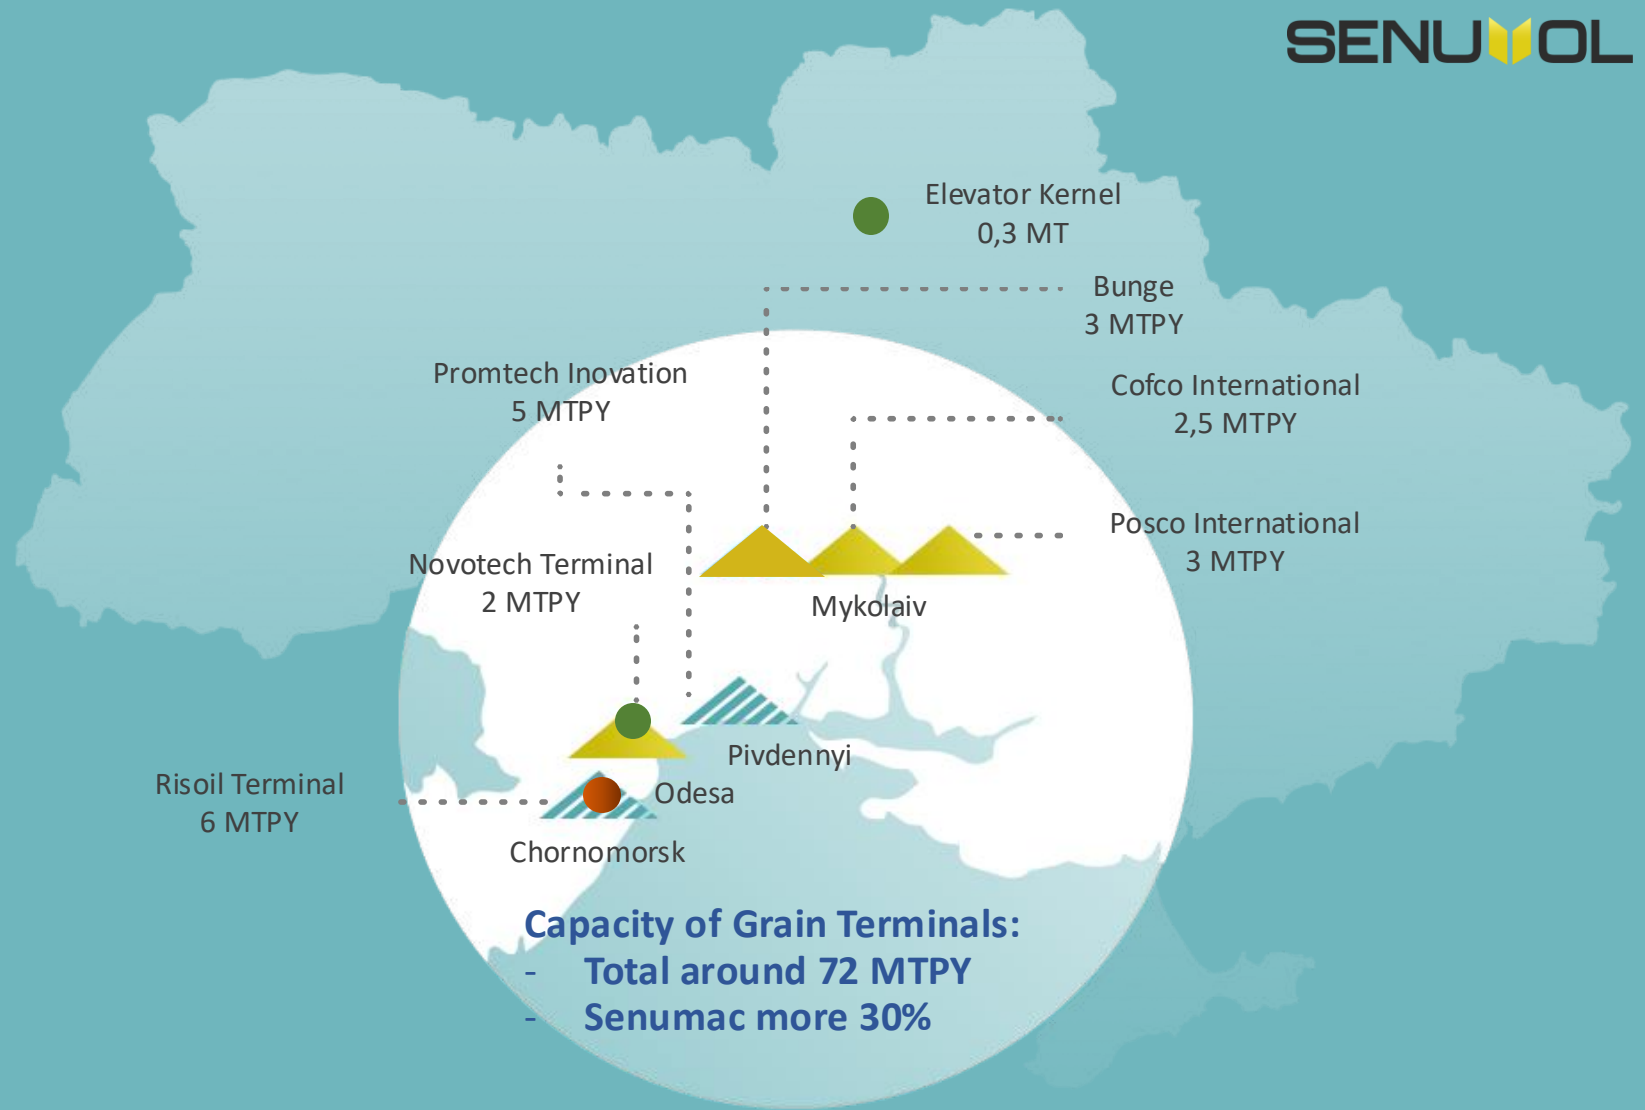 SENUVOL
Elevator Kernel
0,3 MT
Bunge
3 MTPY
Promtech Inovation
5 MTPY
Cofco International
2,5 MTPY
Posco International
3 MTPY
Novotech Terminal
2 MTPY
Mykolaiv
Pivdennyi
Risoil Terminal
6 MTPY
Odesa
Chornomorsk
Capacity of Grain Terminals:
- Total around 72 MTPY
- Senumac more 30%